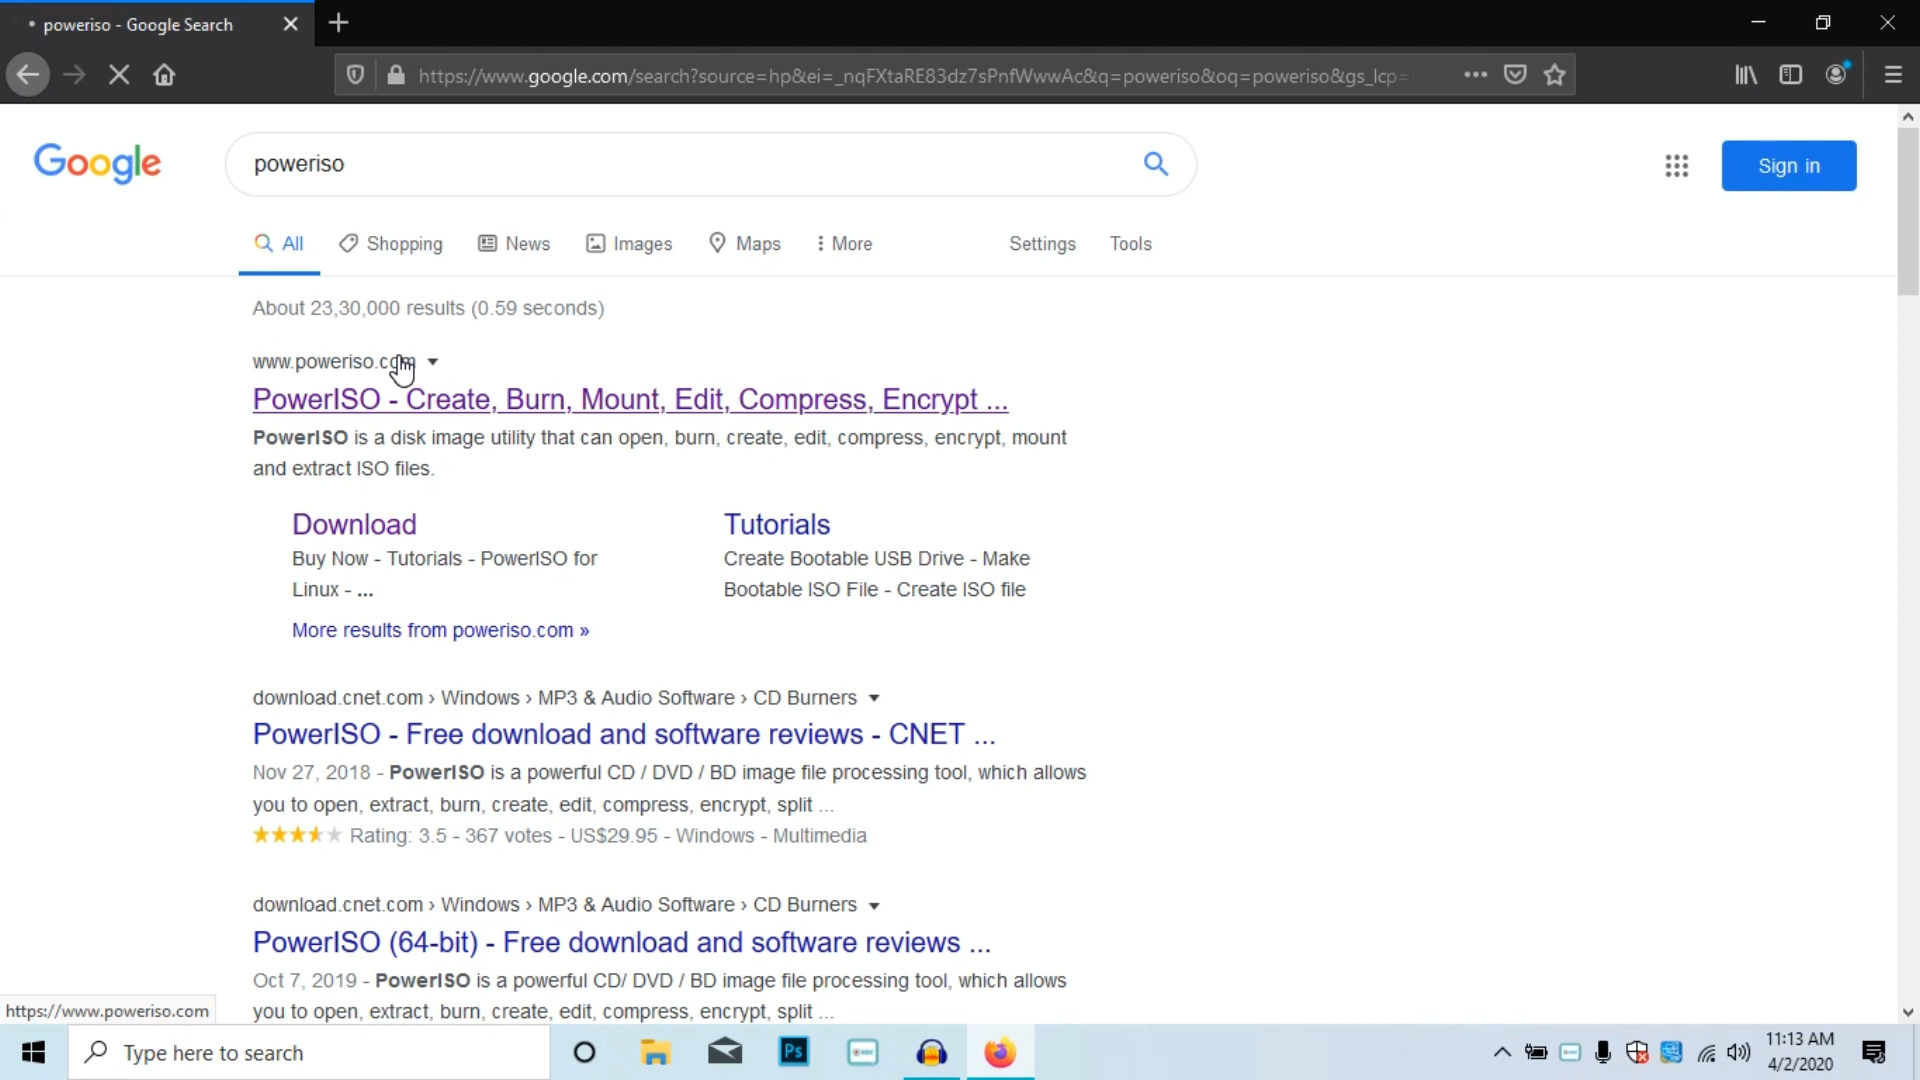 poweriso - Google Search
https://www.google.com/search?source=hp&ei=_nqFXtaRE83dz7sPnfWwwAc&q=poweriso&oq=poweriso&gs_lcp=
Google
poweriso
Sign in
All Shopping News Images Maps More Settings Tools
About 23,30,000 results (0.59 seconds)
www.poweriso.com
PowerISO - Create, Burn, Mount, Edit, Compress, Encrypt ...
PowerISO is a disk image utility that can open, burn, create, edit, compress, encrypt, mount
and extract ISO files.
Download Tutorials
Buy Now - Tutorials - PowerISO for Create Bootable USB Drive - Make
Linux - ... Bootable ISO File - Create ISO file
More results from poweriso.com »
download.cnet.com › Windows › MP3 & Audio Software › CD Burners
PowerISO - Free download and software reviews - CNET ...
Nov 27, 2018 - PowerISO is a powerful CD / DVD / BD image file processing tool, which allows
you to open, extract, burn, create, edit, compress, encrypt, split ...
Rating: 3.5 - 367 votes - US$29.95 - Windows - Multimedia
download.cnet.com › Windows › MP3 & Audio Software › CD Burners
PowerISO (64-bit) - Free download and software reviews ...
Oct 7, 2019 - PowerISO is a powerful CD/ DVD / BD image file processing tool, which allows
you to open, extract, burn, create, edit, compress, encrypt, split ...
https://www.poweriso.com
Type here to search
Ps
11:13 AM
4/2/2020